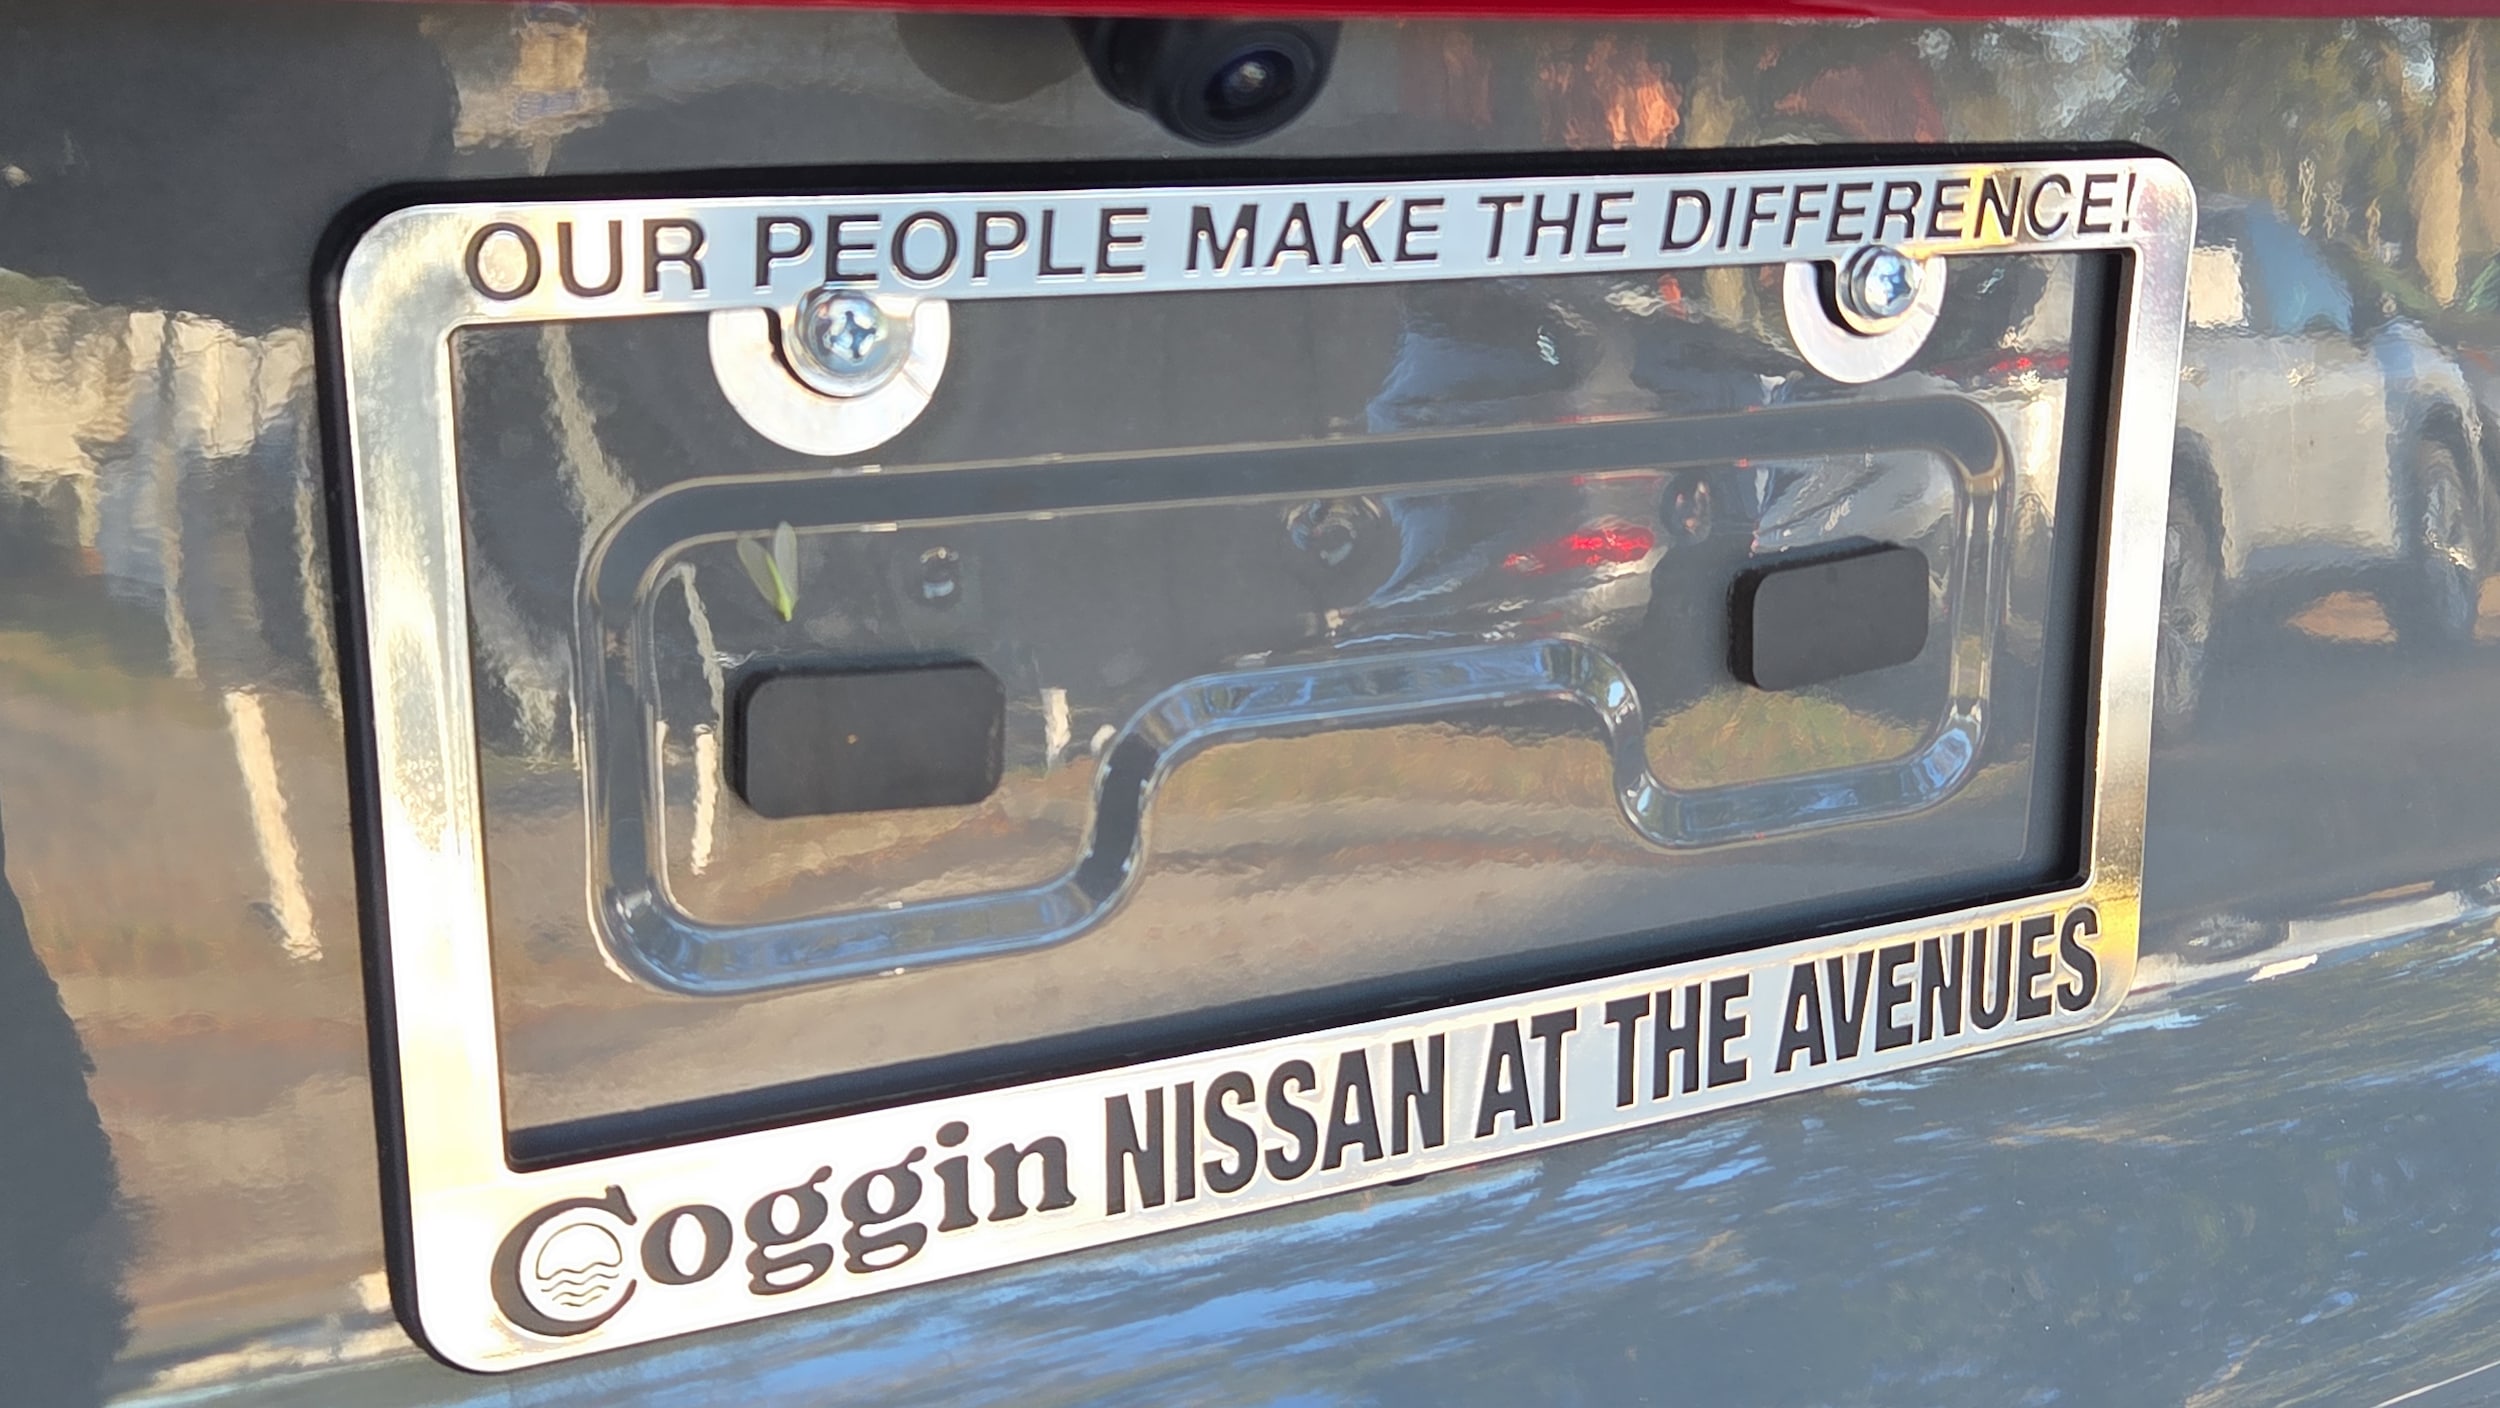 OUR PEOPLE MAKE THE DIFFERENCE!
Coggin NISSAN AT THE AVENUES